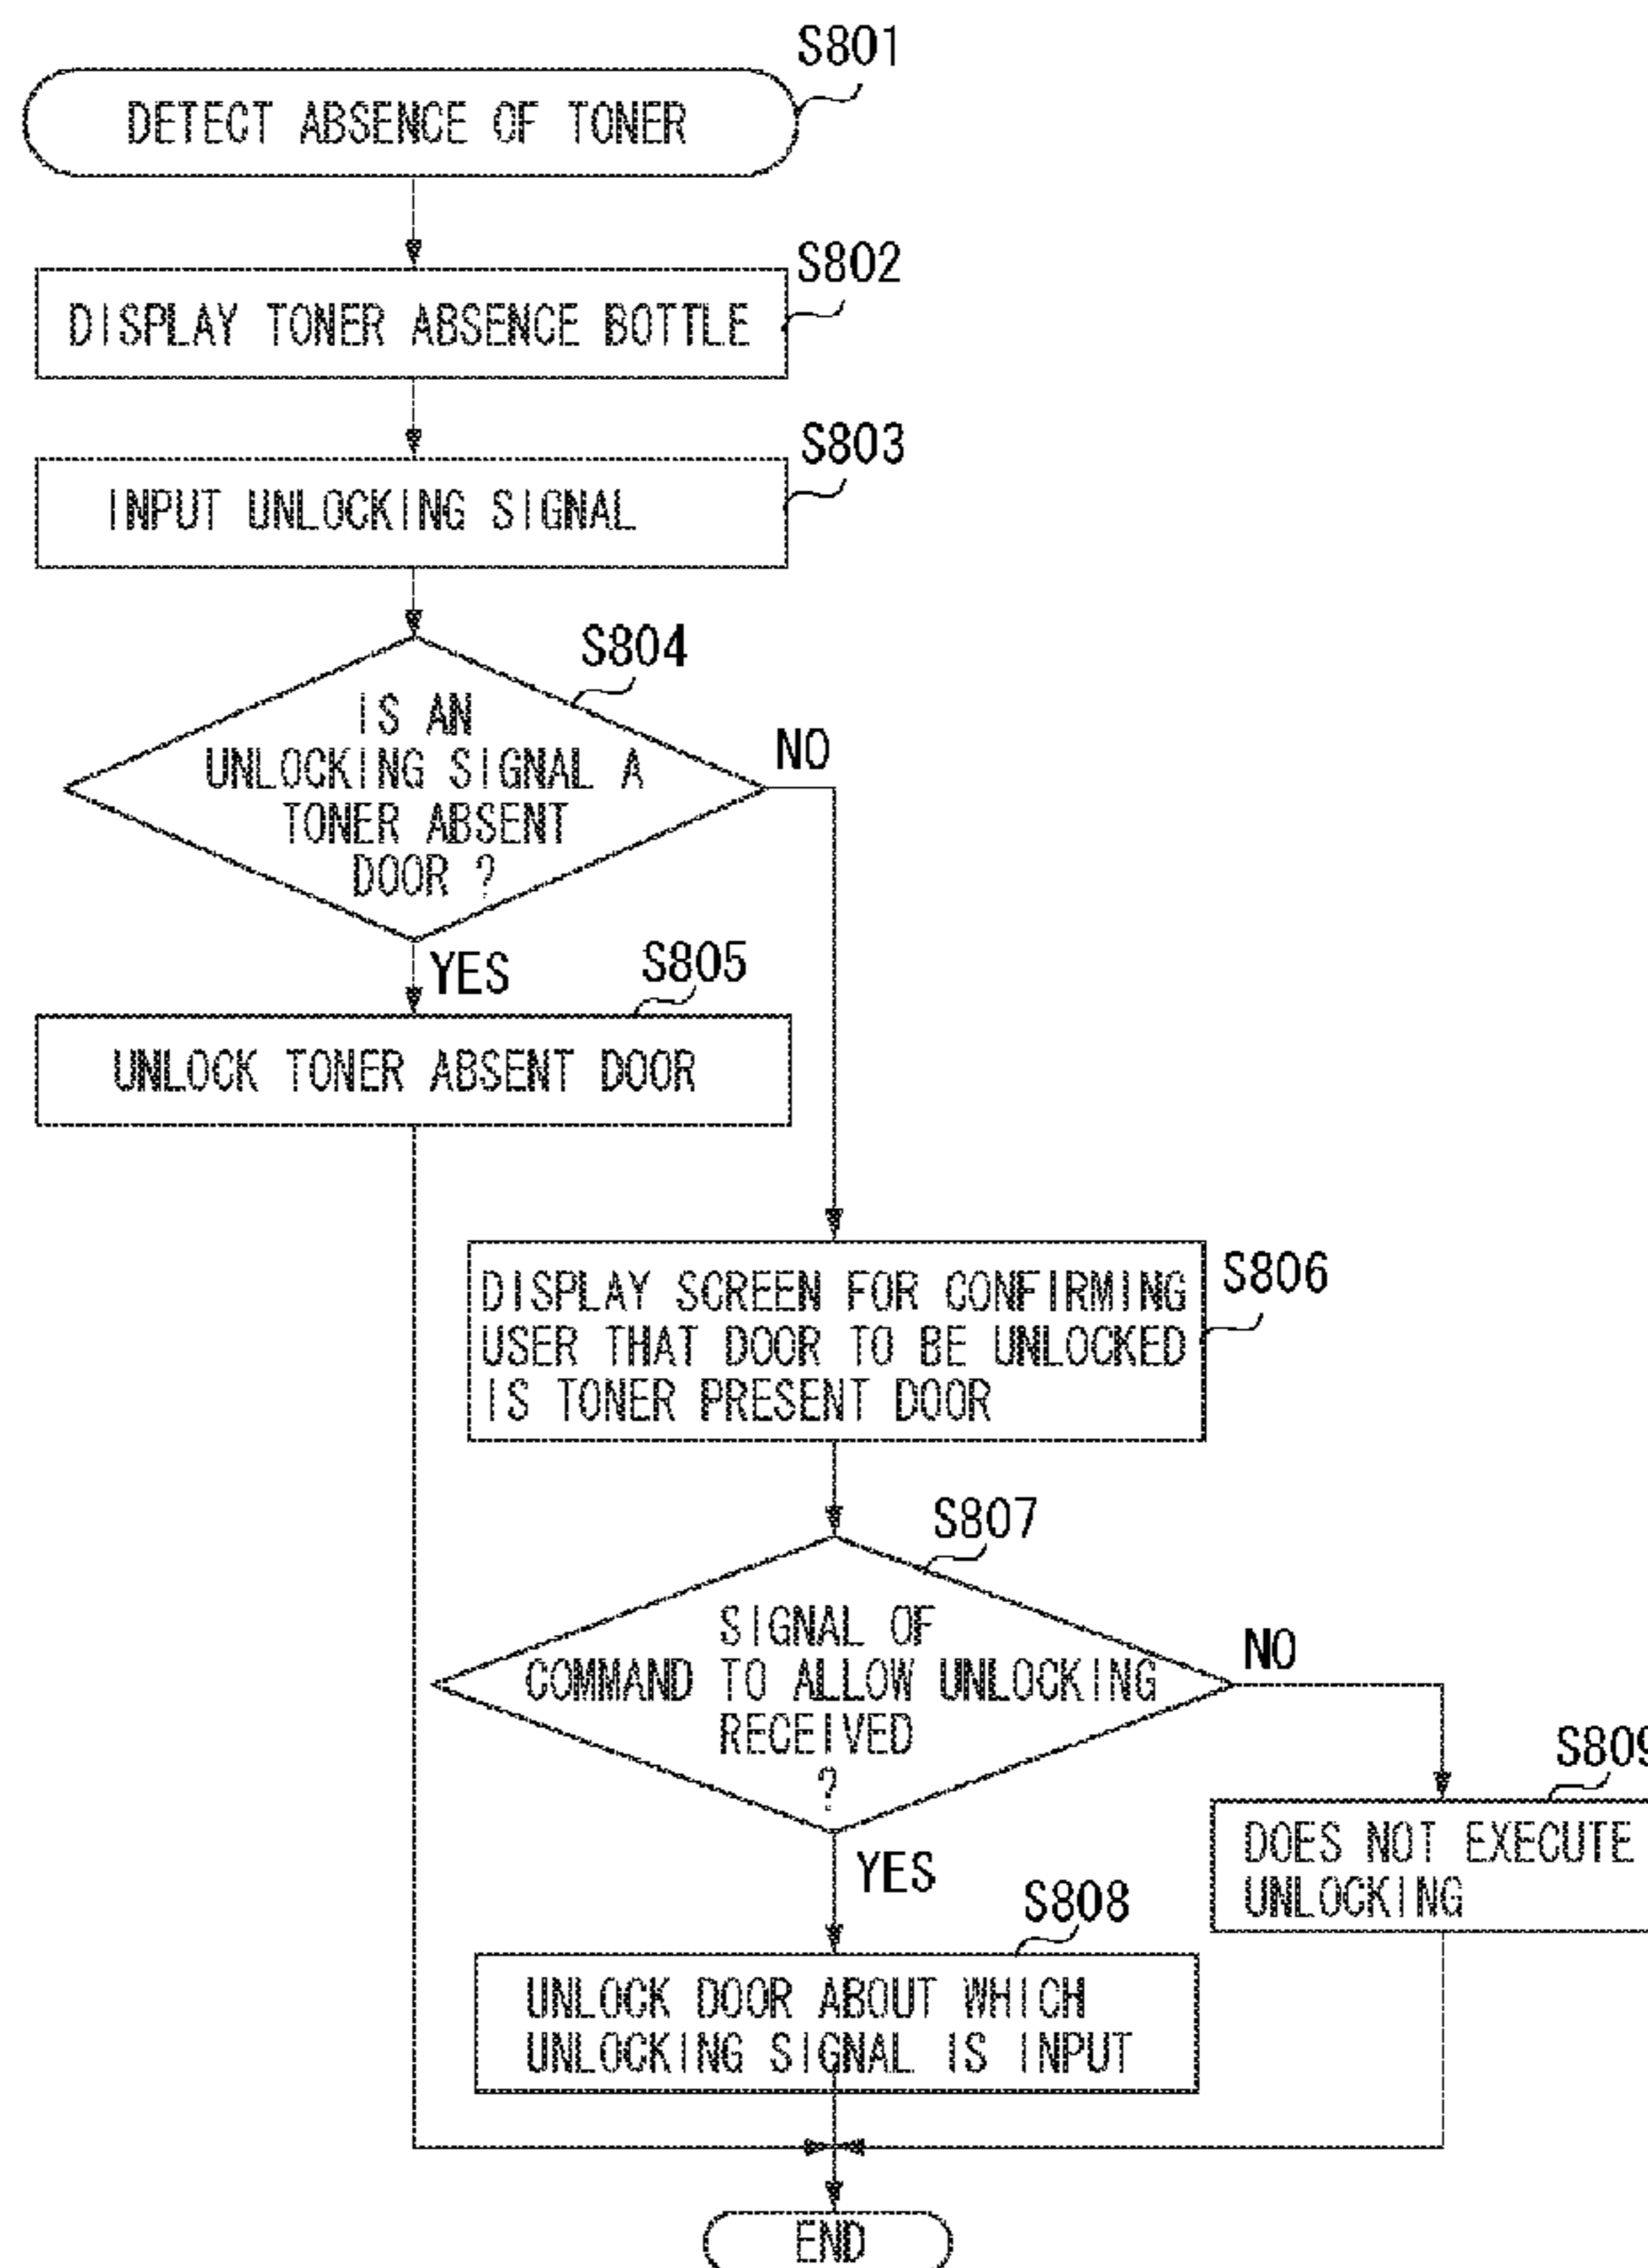 S801
DETECT ABSENCE OF TONER
S802
DISPLAY TONER ABSENCE BOTTLE
S803
INPUT UNLOCKING SIGNAL
S804
IS AN
UNLOCKING SIGNAL A
TONER ABSENT
DOOR ?
NO
YES
S805
UNLOCK TONER ABSENT DOOR
S806
DISPLAY SCREEN FOR CONFIRMING
USER THAT DOOR TO BE UNLOCKED
IS TONER PRESENT DOOR
S807
SIGNAL OF
COMMAND TO ALLOW UNLOCKING
RECEIVED
?
NO
YES
S809
DOES NOT EXECUTE
UNLOCKING
S808
UNLOCK DOOR ABOUT WHICH
UNLOCKING SIGNAL IS INPUT
END